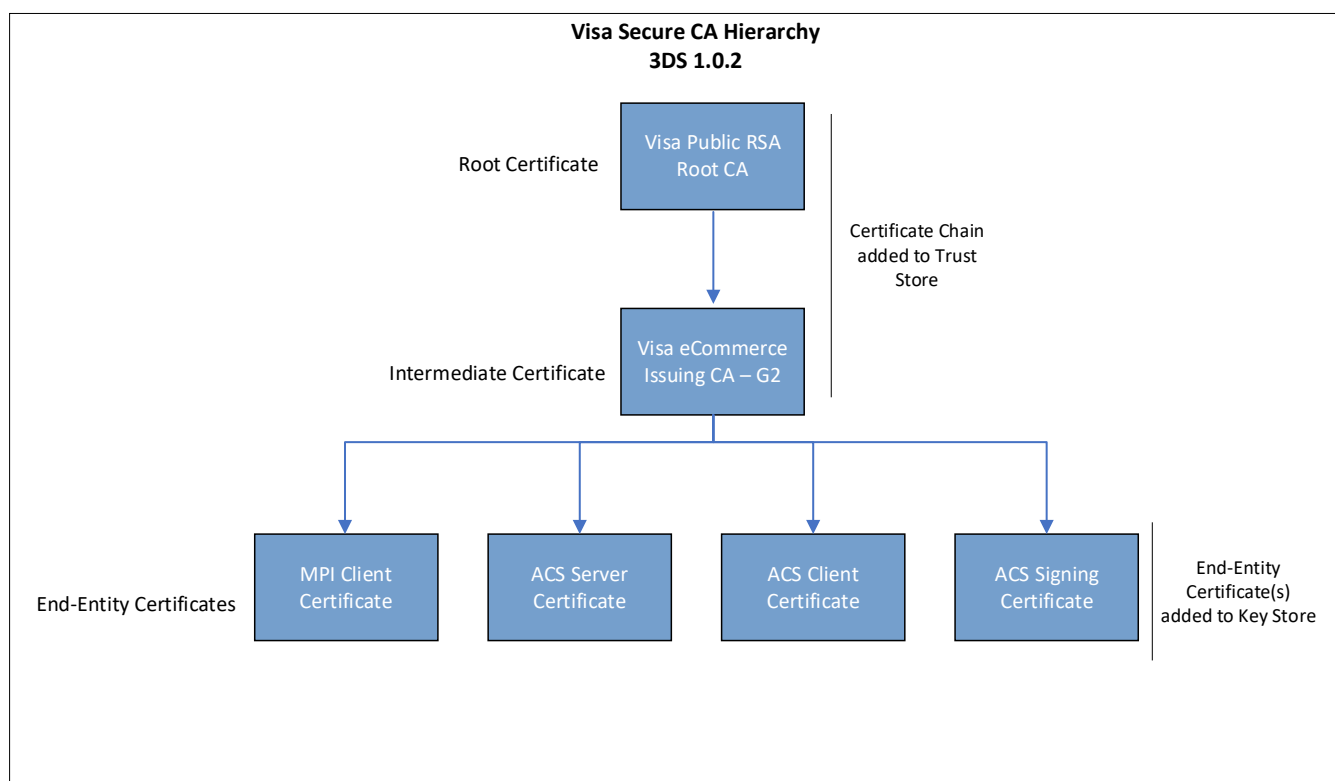 Visa Secure CA Hierarchy
3DS 1.0.2
Root Certificate
Visa Public RSA
Root CA
Certificate Chain
added to Trust
Store
Intermediate Certificate
Visa eCommerce
Issuing CA – G2
End-Entity Certificates
MPI Client
Certificate
ACS Server
Certificate
ACS Client
Certificate
ACS Signing
Certificate
End-Entity
Certificate(s)
added to Key Store